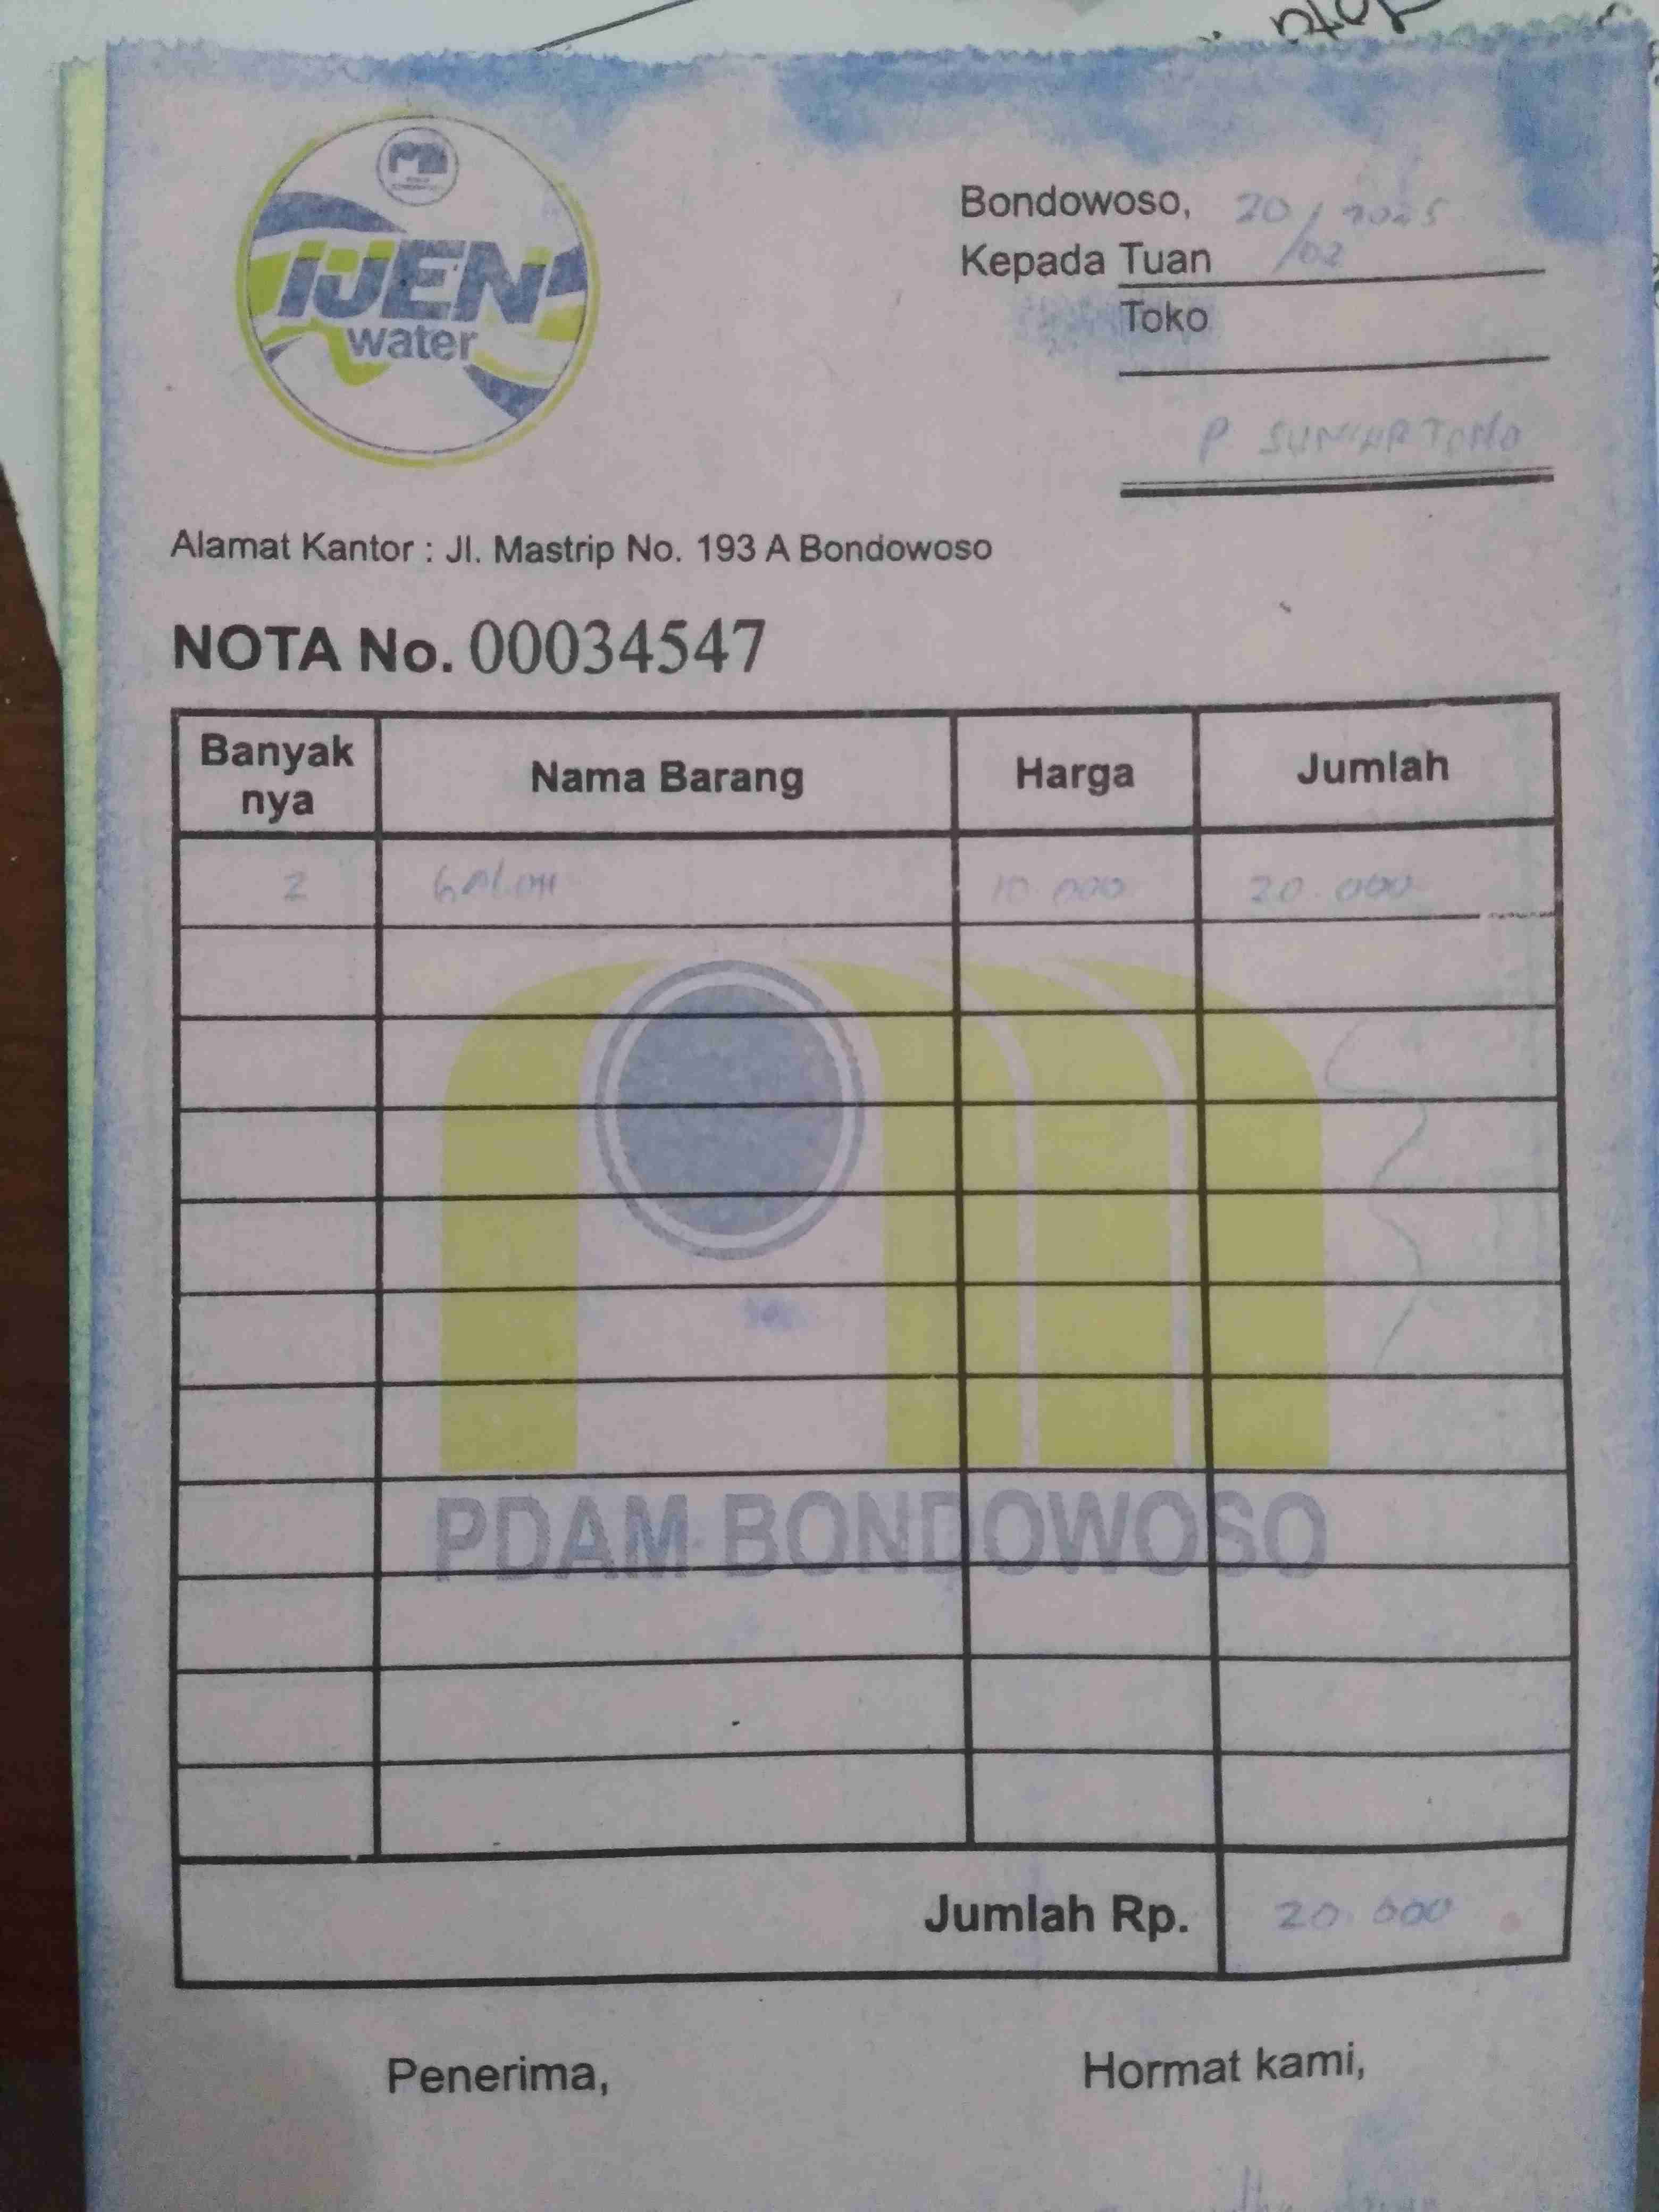 IJEN
water
Bondowoso, 20/02 2025
Kepada Tuan
Toko
P
Alamat Kantor : Jl. Mastrip No. 193 A Bondowoso
NOTA No. 00034547
Banyak nya Nama Barang Harga Jumlah
2 GALON 10 000 20.000
PDAM BONDOWOSO
Jumlah Rp. 20.000
Penerima, Hormat kami,